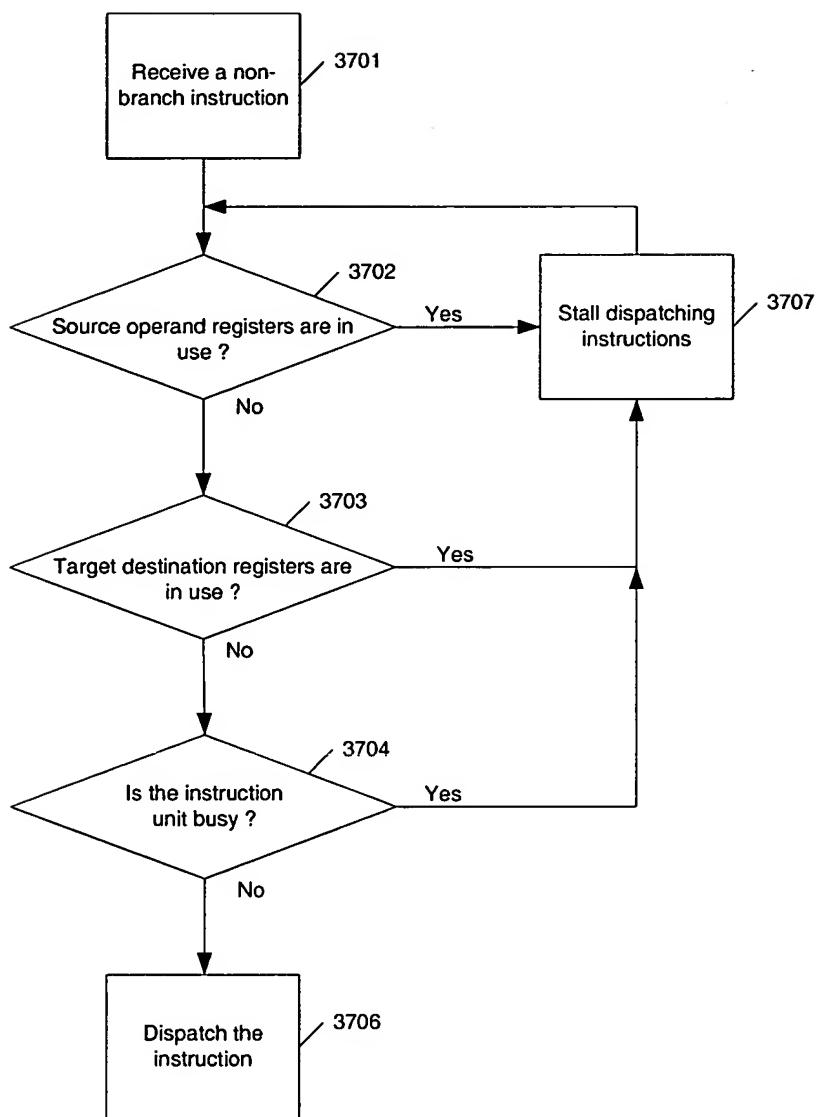 Receive a non-
branch instruction
3701
3702
Source operand registers are in
use ?
Yes
No
Stall dispatching
instructions
3707
3703
Target destination registers are
in use ?
Yes
No
3704
Is the instruction
unit busy ?
Yes
No
Dispatch the
instruction
3706